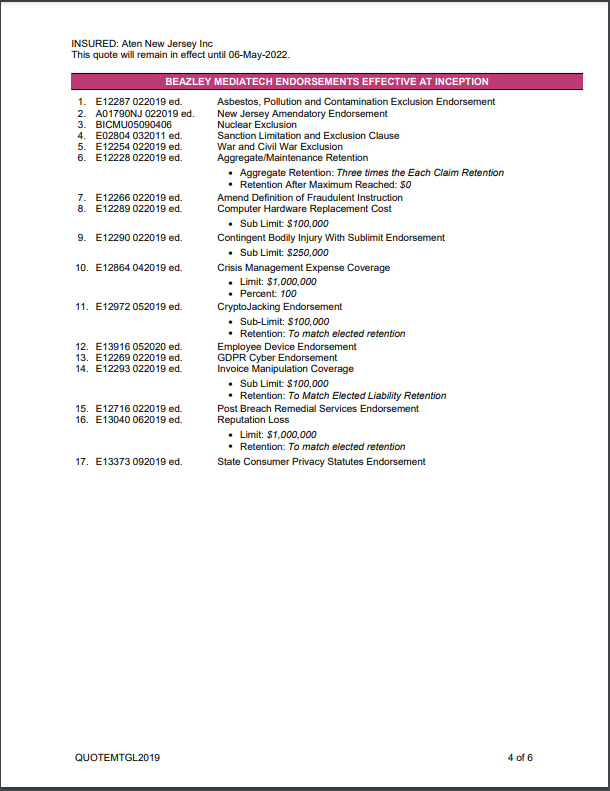 INSURED: Aten New Jersey Inc
This quote will remain in effect until 06-May-2022.
BEAZLEY MEDIATECH ENDORSEMENTS EFFECTIVE AT INCEPTION
1. E12287 022019 ed. Asbestos, Pollution and Contamination Exclusion Endorsement
2. A01790NJ 022019 ed. New Jersey Amendatory Endorsement
3. BICMU05090406 Nuclear Exclusion
4. E02804 032011 ed. Sanction Limitation and Exclusion Clause
5. E12254 022019 ed. War and Civil War Exclusion
6. E12228 022019 ed. Aggregate/Maintenance Retention
• Aggregate Retention: Three times the Each Claim Retention
• Retention After Maximum Reached: $0
7. E12266 022019 ed. Amend Definition of Fraudulent Instruction
8. E12289 022019 ed. Computer Hardware Replacement Cost
• Sub Limit: $100,000
9. E12290 022019 ed. Contingent Bodily Injury With Sublimit Endorsement
• Sub Limit: $250,000
10. E12864 042019 ed. Crisis Management Expense Coverage
• Limit: $1,000,000
• Percent: 100
11. E12972 052019 ed. CryptoJacking Endorsement
• Sub-Limit: $100,000
• Retention: To match elected retention
12. E13916 052020 ed. Employee Device Endorsement
13. E12269 022019 ed. GDPR Cyber Endorsement
14. E12293 022019 ed. Invoice Manipulation Coverage
• Sub Limit: $100,000
• Retention: To Match Elected Liability Retention
15. E12716 022019 ed. Post Breach Remedial Services Endorsement
16. E13040 062019 ed. Reputation Loss
• Limit: $1,000,000
• Retention: To match elected retention
17. E13373 092019 ed. State Consumer Privacy Statutes Endorsement
QUOTEMTGL2019 4 of 6